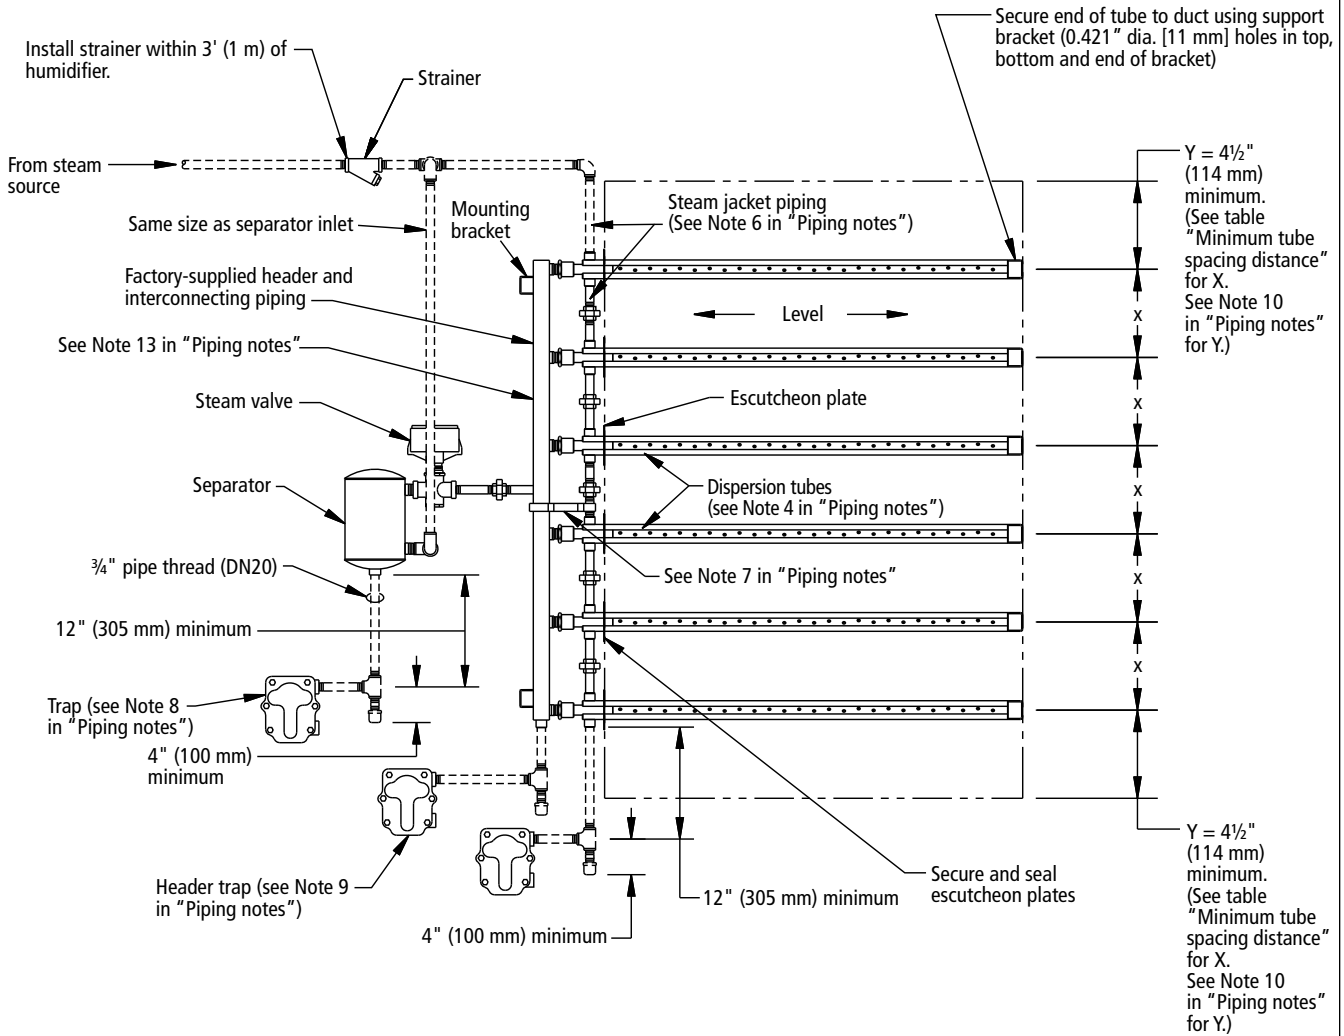 Secure end of tube to duct using support
bracket (0.421" dia. [11 mm] holes in top,
bottom and end of bracket)
Install strainer within 3' (1 m) of
humidifier.
Strainer
From steam
source
Y = 4½"
(114 mm)
minimum.
(See table
"Minimum tube
spacing distance"
for X.
See Note 10
in "Piping notes"
for Y.)
Steam jacket piping
(See Note 6 in "Piping notes")
Mounting
bracket
Same size as separator inlet
Factory-supplied header and
interconnecting piping
Level
x
See Note 13 in "Piping notes"
Steam valve
Escutcheon plate
x
Separator
Dispersion tubes
(see Note 4 in "Piping notes")
x
¾" pipe thread (DN20)
See Note 7 in "Piping notes"
x
12" (305 mm) minimum
x
Trap (see Note 8
in "Piping notes")
4" (100 mm)
minimum
Header trap (see Note 9
in "Piping notes")
12" (305 mm) minimum
4" (100 mm) minimum
Secure and seal
escutcheon plates
Y = 4½"
(114 mm)
minimum.
(See table
"Minimum tube
spacing distance"
for X.
See Note 10
in "Piping notes"
for Y.)